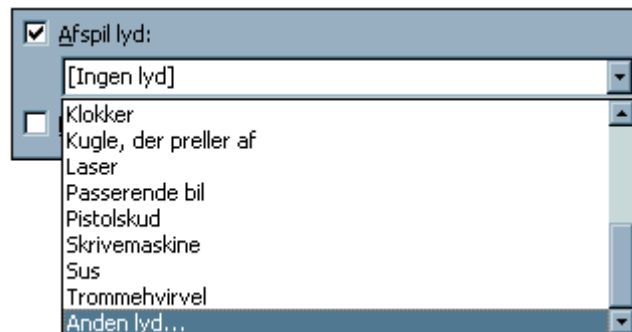 Afspil lyd:
[Ingen lyd]
Klokker
Kugle, der preller af
Laser
Passerende bil
Pistolskud
Skrivemaskine
Sus
Trommehvirvel
Anden lyd...